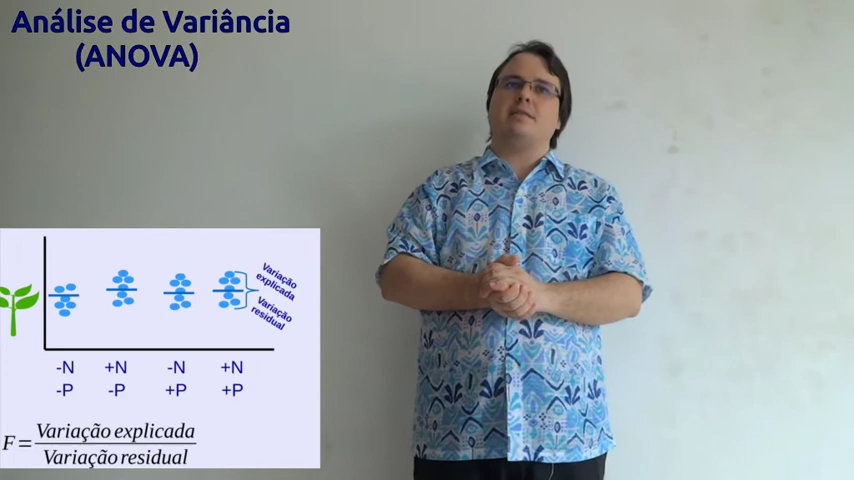 Análise de Variância
(ANOVA)
Variação
explicada
Variação
residual
-N +N -N +N
-P -P +P +P
F = Variação explicada
Variação residual